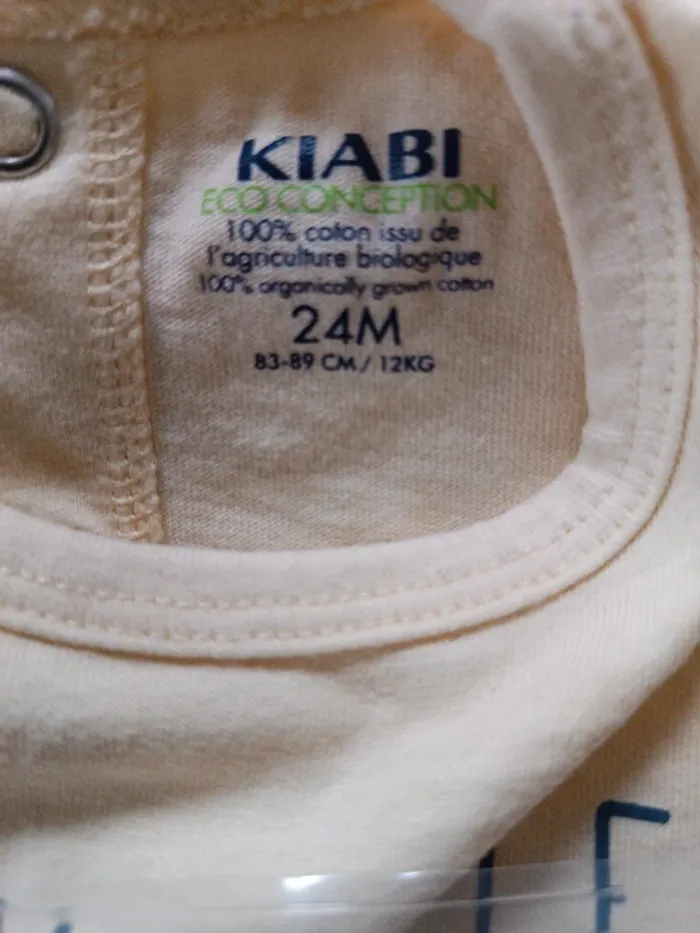 KIABI
ECO CONCEPTION
100% coton issu de
l'agriculture biologique
100% organically grown cotton
24M
83-89 CM / 12KG